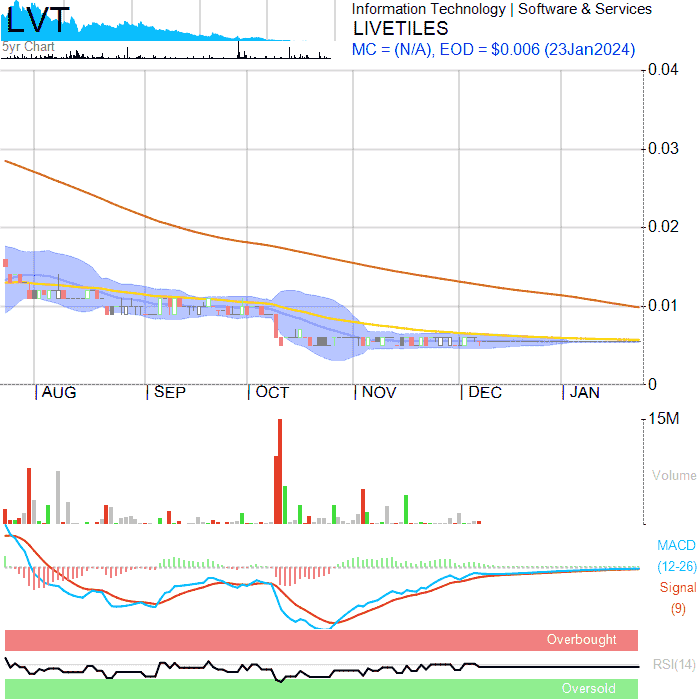 LVT
Information Technology | Software & Services
LIVETILES
5yr Chart
MC = (N/A), EOD = $0.006 (23Jan2024)
0.04
0.03
0.02
0.01
0
AUG SEP OCT NOV DEC JAN
15M
Volume
MACD
(12-26)
Signal
(9)
Overbought
RSI(14)
Oversold